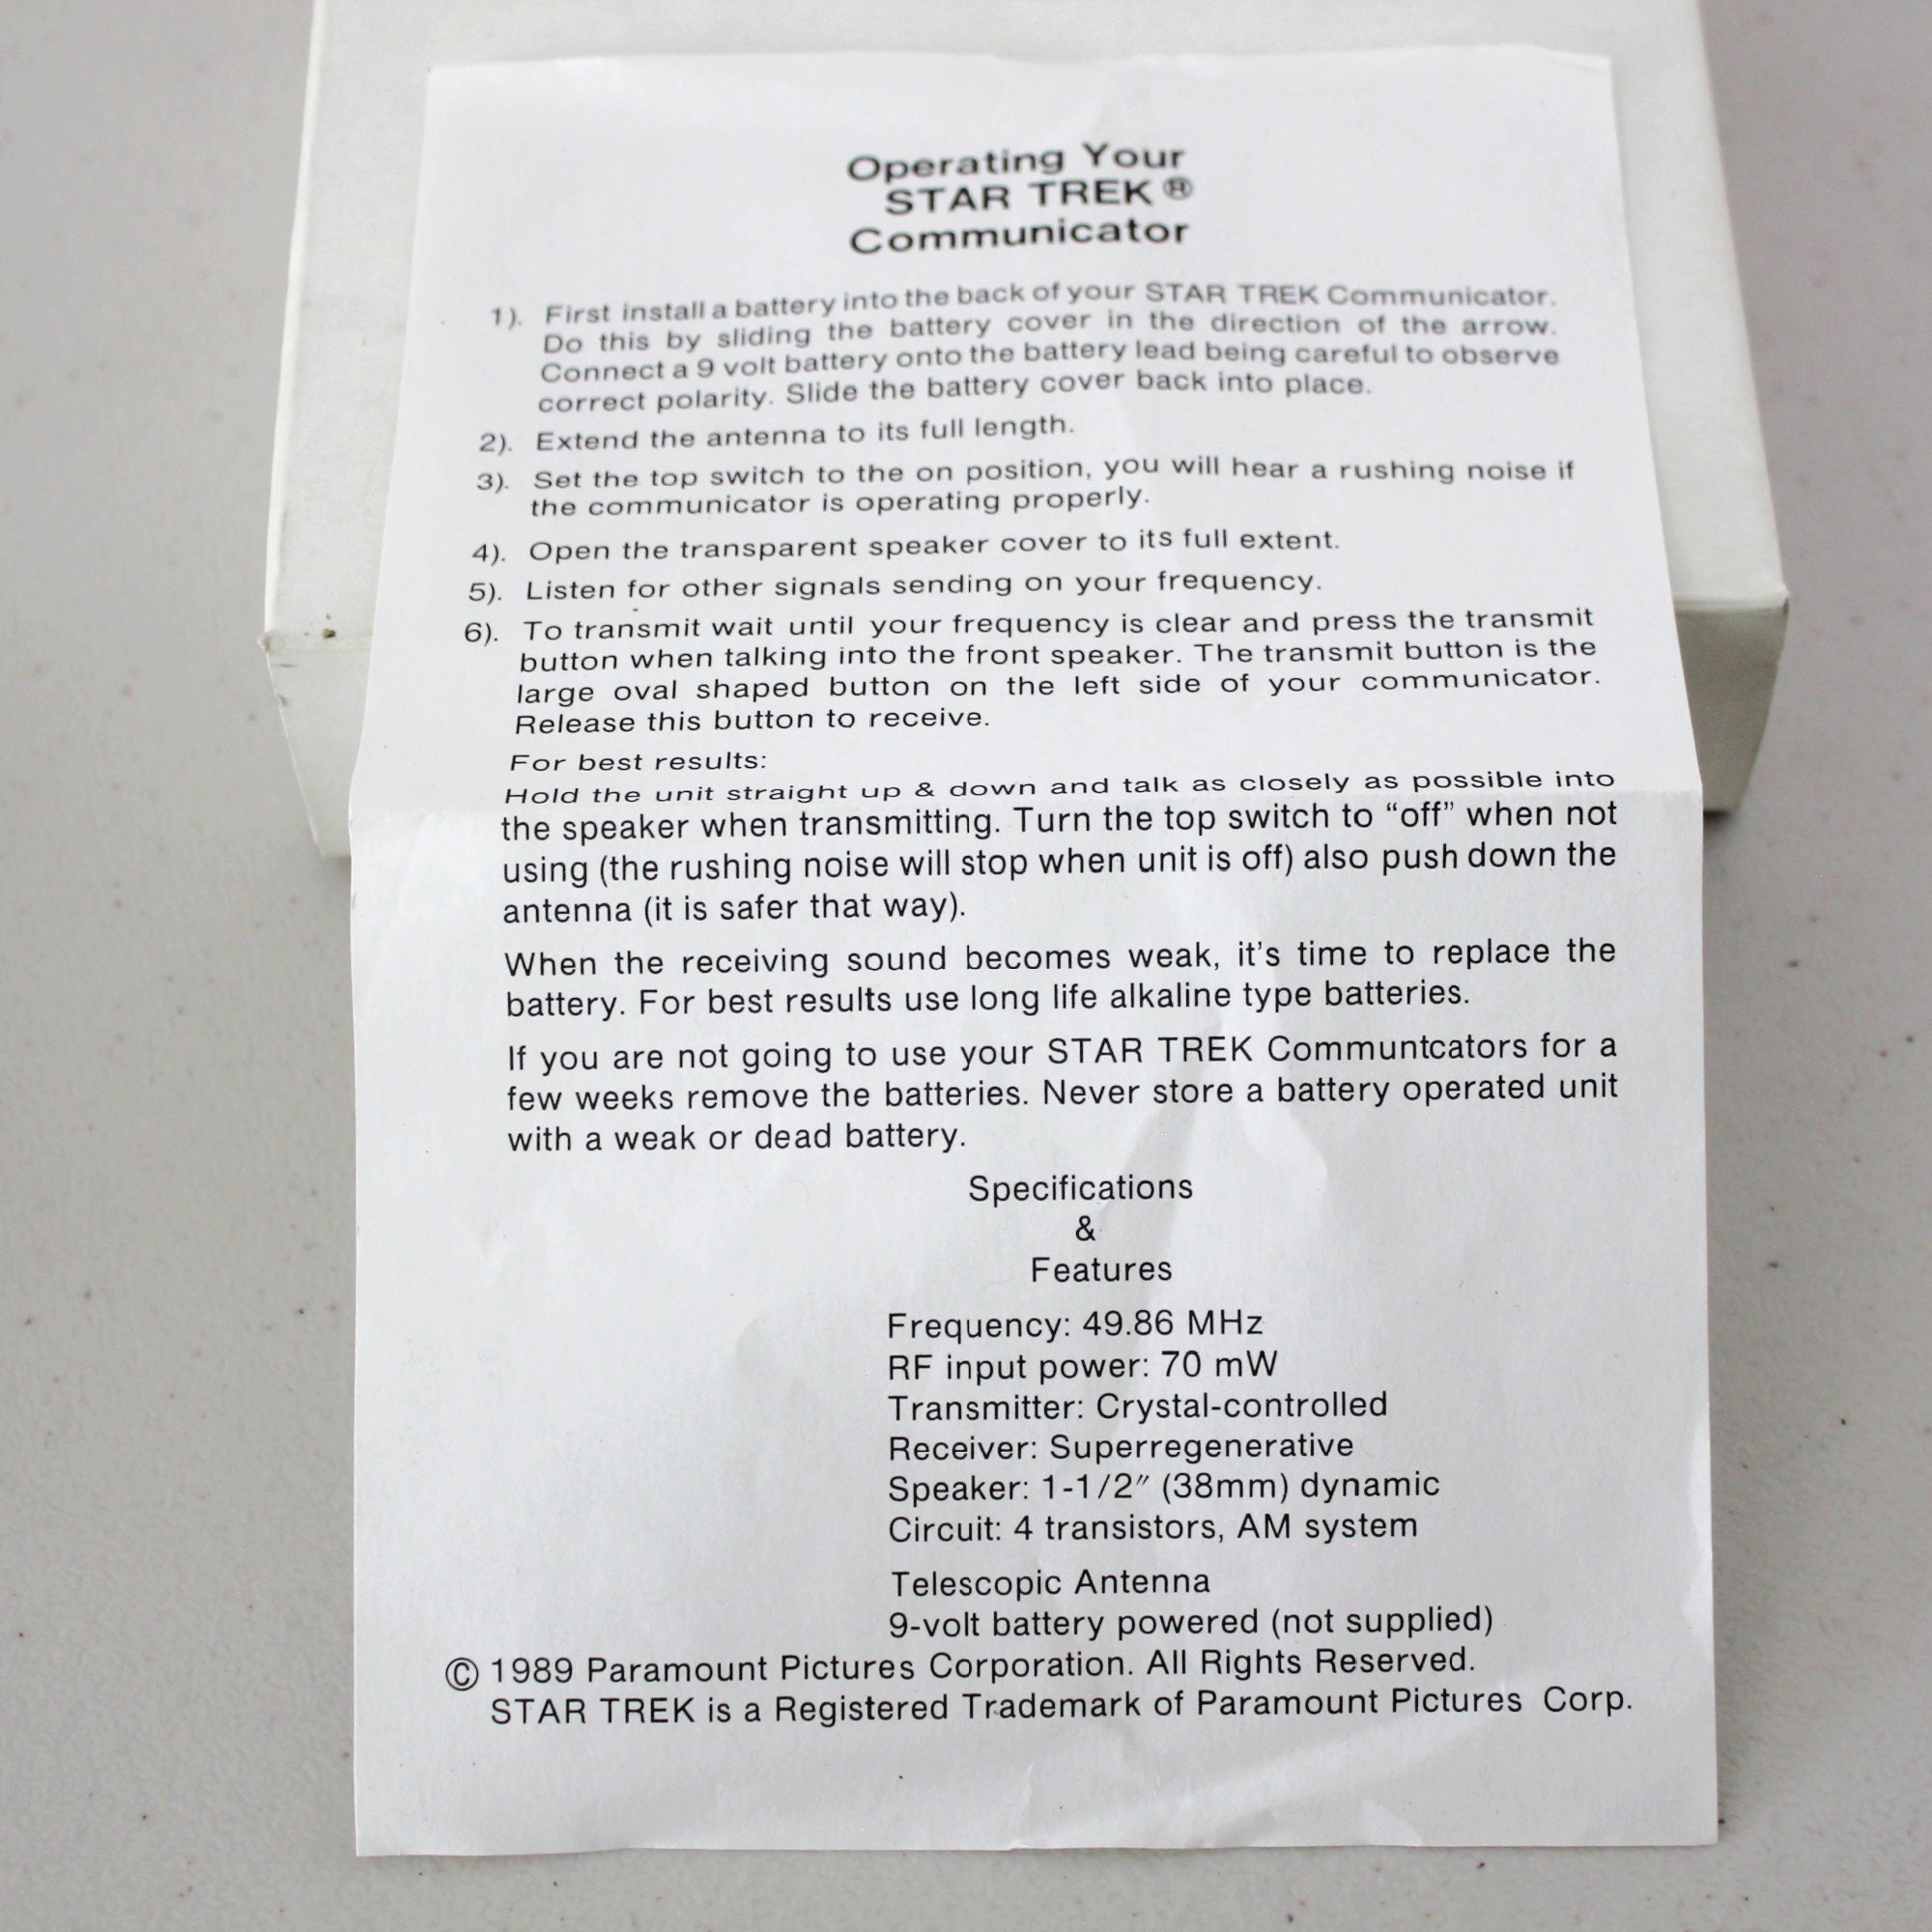 Operating Your
STAR TREK®
Communicator
1). First install a battery into the back of your STAR TREK Communicator.
Do this by sliding the battery cover in the direction of the arrow.
Connect a 9 volt battery onto the battery lead being careful to observe
correct polarity. Slide the battery cover back into place.
2). Extend the antenna to its full length.
3). Set the top switch to the on position, you will hear a rushing noise if
the communicator is operating properly.
4). Open the transparent speaker cover to its full extent.
5). Listen for other signals sending on your frequency.
6). To transmit wait until your frequency is clear and press the transmit
button when talking into the front speaker. The transmit button is the
large oval shaped button on the left side of your communicator.
Release this button to receive.
For best results:
Hold the unit straight up & down and talk as closely as possible into
the speaker when transmitting. Turn the top switch to “off” when not
using (the rushing noise will stop when unit is off) also push down the
antenna (it is safer that way).
When the receiving sound becomes weak, it's time to replace the
battery. For best results use long life alkaline type batteries.
If you are not going to use your STAR TREK Communtcators for a
few weeks remove the batteries. Never store a battery operated unit
with a weak or dead battery.
Specifications
&
Features
Frequency: 49.86 MHz
RF input power: 70 mW
Transmitter: Crystal-controlled
Receiver: Superregenerative
Speaker: 1-1/2″ (38mm) dynamic
Circuit: 4 transistors, AM system
Telescopic Antenna
9-volt battery powered (not supplied)
© 1989 Paramount Pictures Corporation. All Rights Reserved.
STAR TREK is a Registered Trademark of Paramount Pictures Corp.